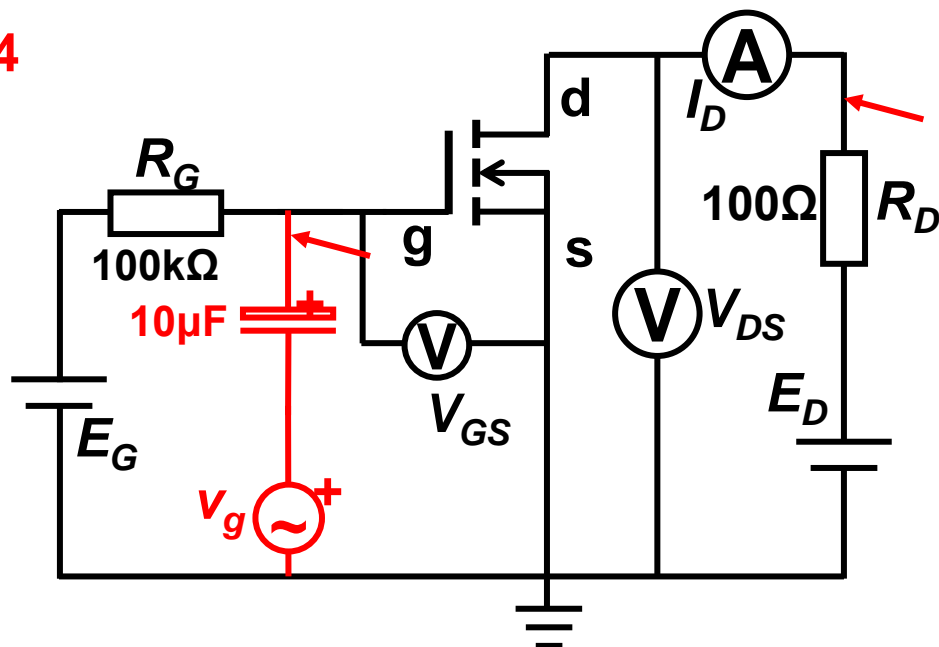 4
A
I_D
d
R_G
100kΩ
g
s
100Ω
R_D
10μF
+
V
V_GS
V
V_DS
E_G
E_D
v_g
+
~